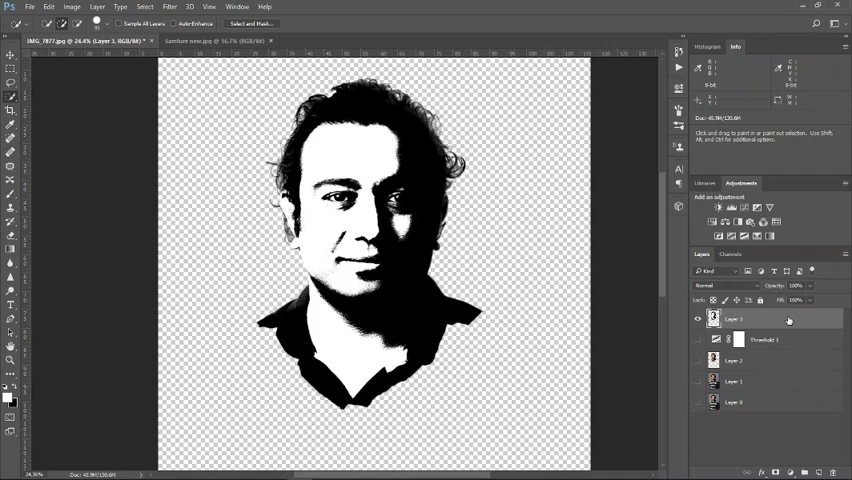 Ps File Edit Image Layer Type Select Filter 3D View Window Help
Sample All Layers Auto-Enhance Select and Mask...
IMG_7877.jpg @ 24.4% (Layer 3, RGB/8#) * × Samture new.jpg @ 16.7% (RGB/8#) ×
Histogram Info
R: C:
G: M:
B: Y:
K:
8-bit 8-bit
X: W:
Y: H:
Doc: 45.9M/130.6M
Click and drag to paint in or paint out selection. Use Shift,
Alt, and Ctrl for additional options.
Libraries Adjustments
Add an adjustment
Layers Channels
Kind
Normal Opacity: 100%
Lock: Fill: 100%
Layer 3
Threshold 1
Layer 2
Layer 1
Layer 0
24.36% Doc: 45.9M/130.6M